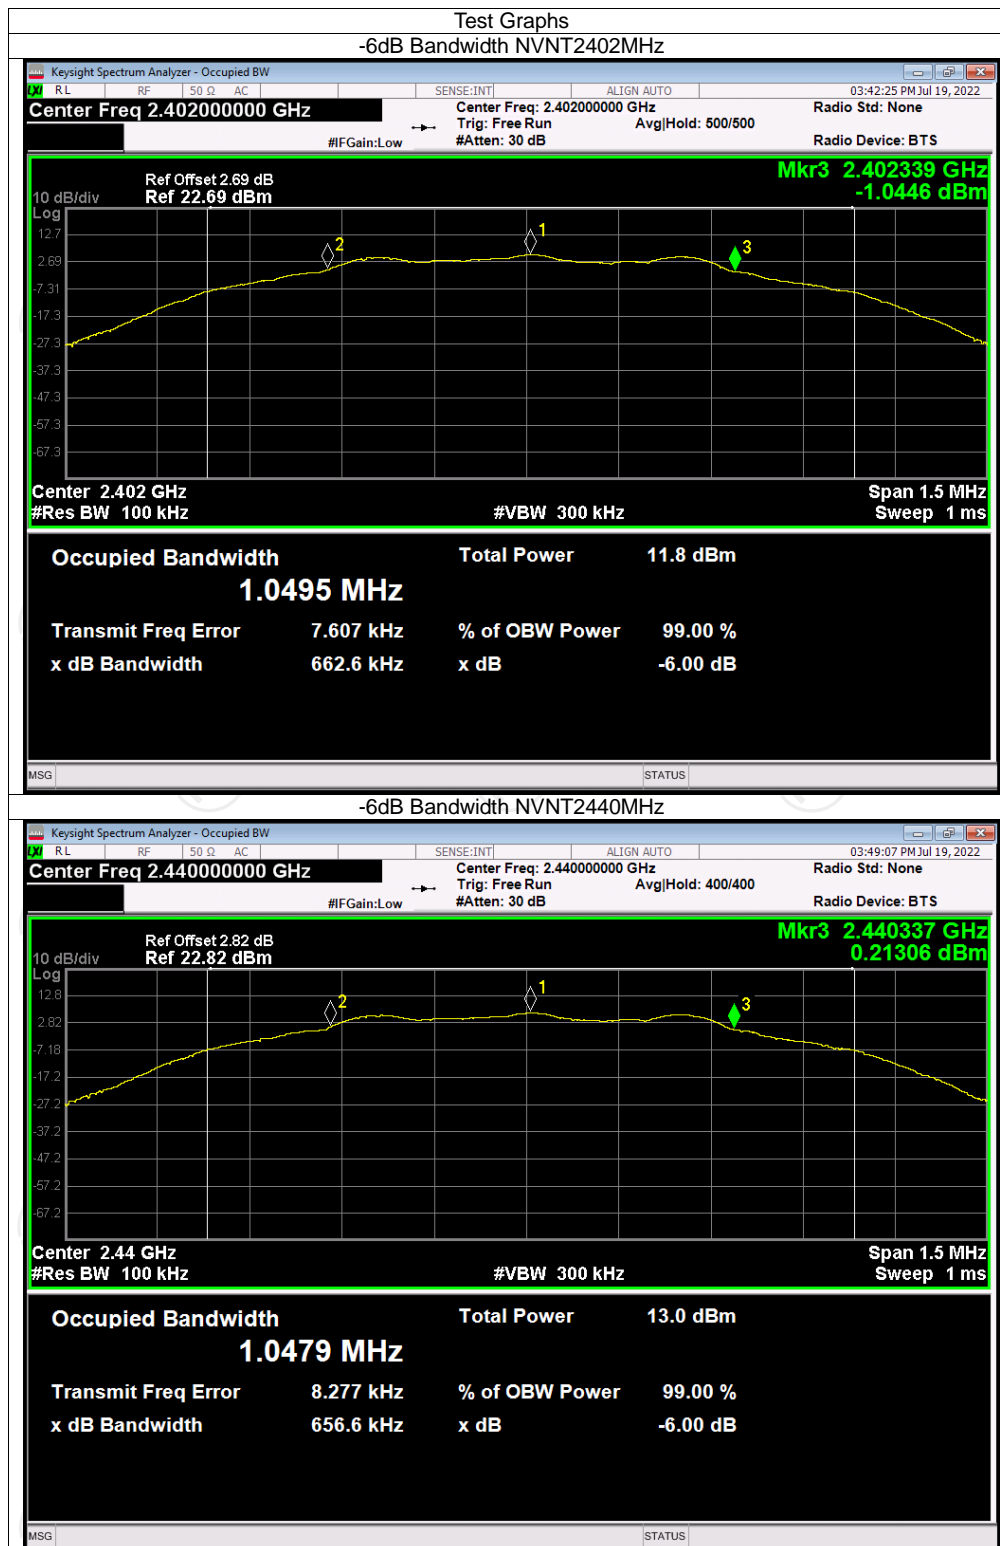 Test Graphs
-6dB Bandwidth NVNT2402MHz
Keysight Spectrum Analyzer - Occupied BW
LXI RL RF 50 Ω AC SENSE:INT ALIGN AUTO 03:42:25 PM Jul 19, 2022
Center Freq 2.402000000 GHz Center Freq: 2.402000000 GHz Radio Std: None
Trig: Free Run Avg|Hold: 500/500
#IFGain:Low #Atten: 30 dB Radio Device: BTS
Mkr3 2.402339 GHz
Ref Offset 2.69 dB
-1.0446 dBm
10 dB/div Ref 22.69 dBm
Log
12.7
2.69
-7.31
-17.3
-27.3
-37.3
-47.3
-57.3
-67.3
2
1
3
Center 2.402 GHz Span 1.5 MHz
#Res BW 100 kHz #VBW 300 kHz Sweep 1 ms
Occupied Bandwidth Total Power 11.8 dBm
1.0495 MHz
Transmit Freq Error 7.607 kHz % of OBW Power 99.00 %
x dB Bandwidth 662.6 kHz x dB -6.00 dB
MSG STATUS
-6dB Bandwidth NVNT2440MHz
Keysight Spectrum Analyzer - Occupied BW
LXI RL RF 50 Ω AC SENSE:INT ALIGN AUTO 03:49:07 PM Jul 19, 2022
Center Freq 2.440000000 GHz Center Freq: 2.440000000 GHz Radio Std: None
Trig: Free Run Avg|Hold: 400/400
#IFGain:Low #Atten: 30 dB Radio Device: BTS
Mkr3 2.440337 GHz
Ref Offset 2.82 dB
0.21306 dBm
10 dB/div Ref 22.82 dBm
Log
12.8
2.82
-7.18
-17.2
-27.2
-37.2
-47.2
-57.2
-67.2
2
1
3
Center 2.44 GHz Span 1.5 MHz
#Res BW 100 kHz #VBW 300 kHz Sweep 1 ms
Occupied Bandwidth Total Power 13.0 dBm
1.0479 MHz
Transmit Freq Error 8.277 kHz % of OBW Power 99.00 %
x dB Bandwidth 656.6 kHz x dB -6.00 dB
MSG STATUS